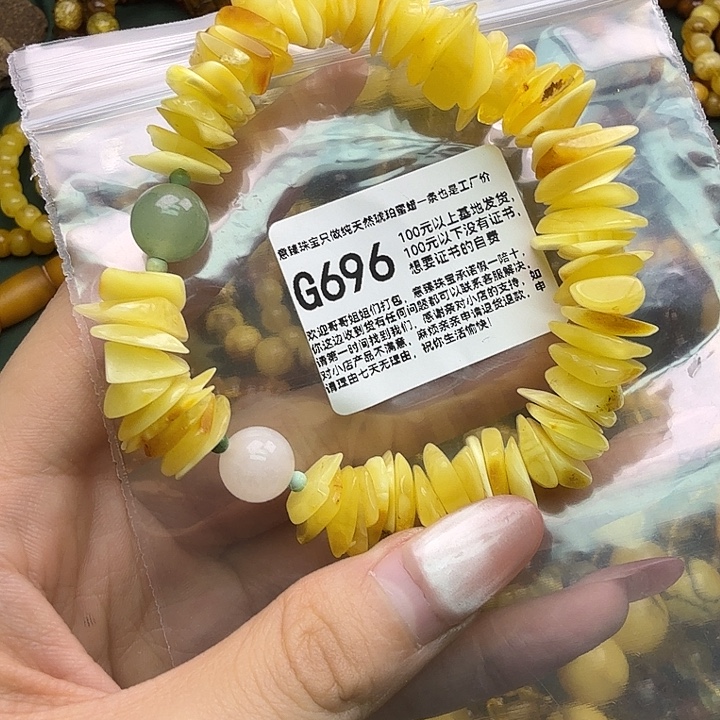 意臻珠宝只做纯天然琥珀蜜蜡一条也是工厂价
G696
100元以上基地发货，
100元以下没有证书，
想要证书的自费
欢迎哥哥姐姐们打包，意臻珠宝承诺假一陪十，
你这边收到货有任何问题都可以联系客服解决，如
请第一时间找到我们，感谢亲对小店的支持，
对小店产品不满意，麻烦亲亲申请退货退款，申
请理由七天无理由，祝你生活愉快！